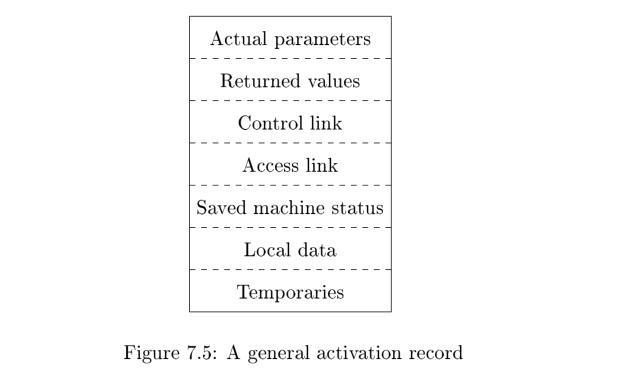 Actual parameters
Returned values
Control link
Access link
Saved machine status
Local data
Temporaries
Figure 7.5: A general activation record